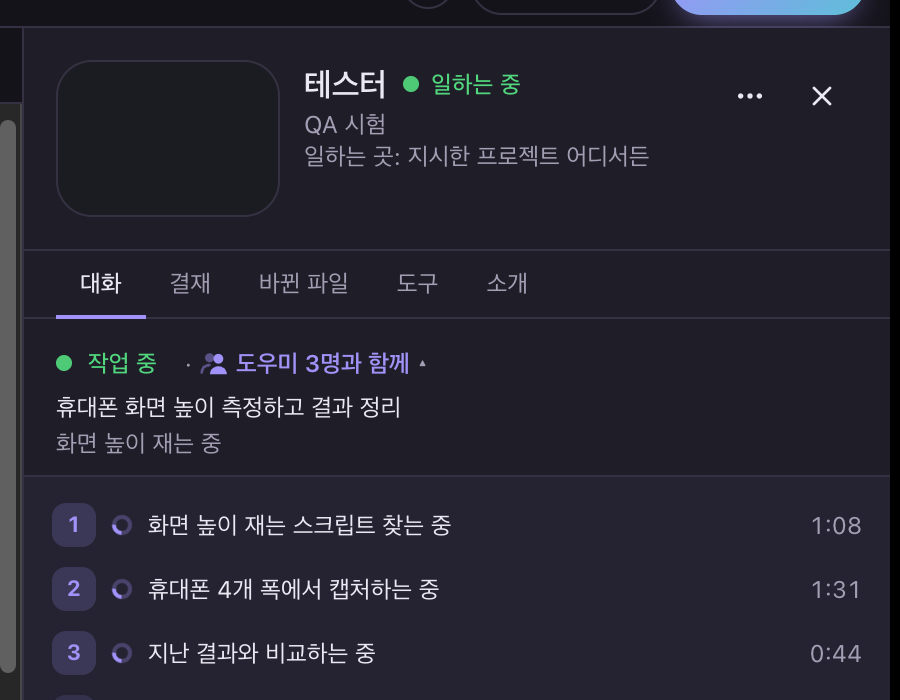 테스터 일하는 중
QA 시험
일하는 곳: 지시한 프로젝트 어디서든
대화 결재 바뀐 파일 도구 소개
작업 중 · 도우미 3명과 함께
휴대폰 화면 높이 측정하고 결과 정리
화면 높이 재는 중
1 화면 높이 재는 스크립트 찾는 중 1:08
2 휴대폰 4개 폭에서 캡처하는 중 1:31
3 지난 결과와 비교하는 중 0:44